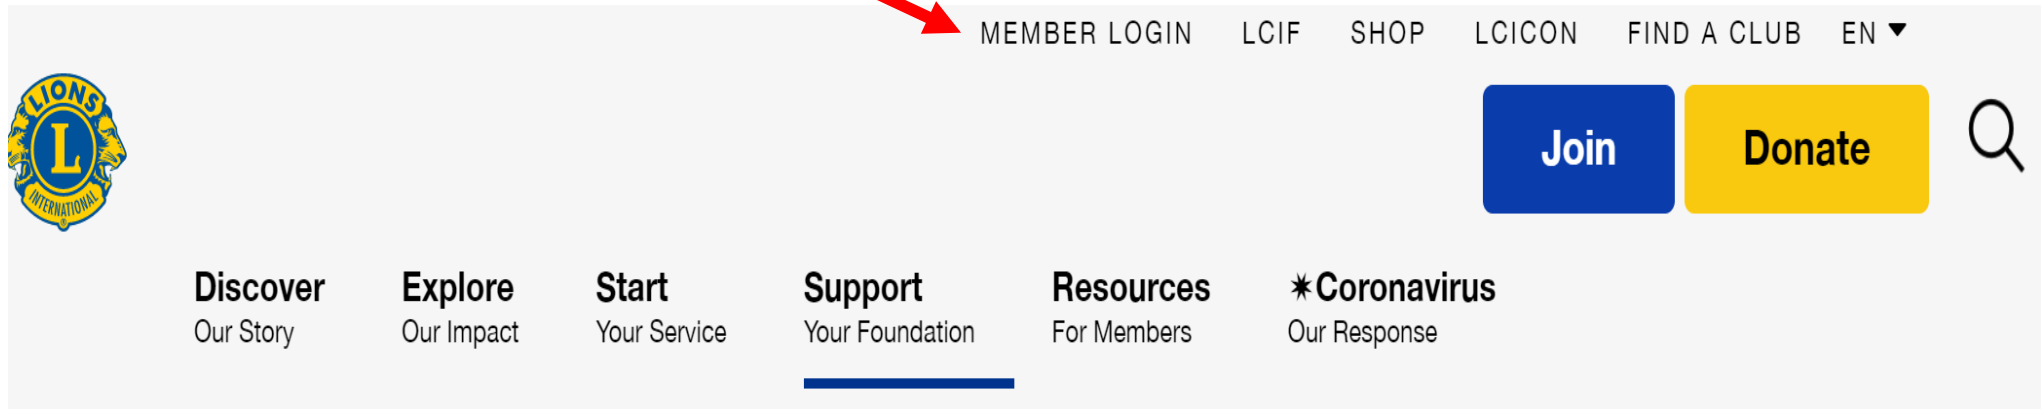 MEMBER LOGIN LCIF SHOP LCICON FIND A CLUB EN
LIONS
L
INTERNATIONAL
®
Join Donate
Discover Explore Start Support Resources ✷Coronavirus
Our Story Our Impact Your Service Your Foundation For Members Our Response